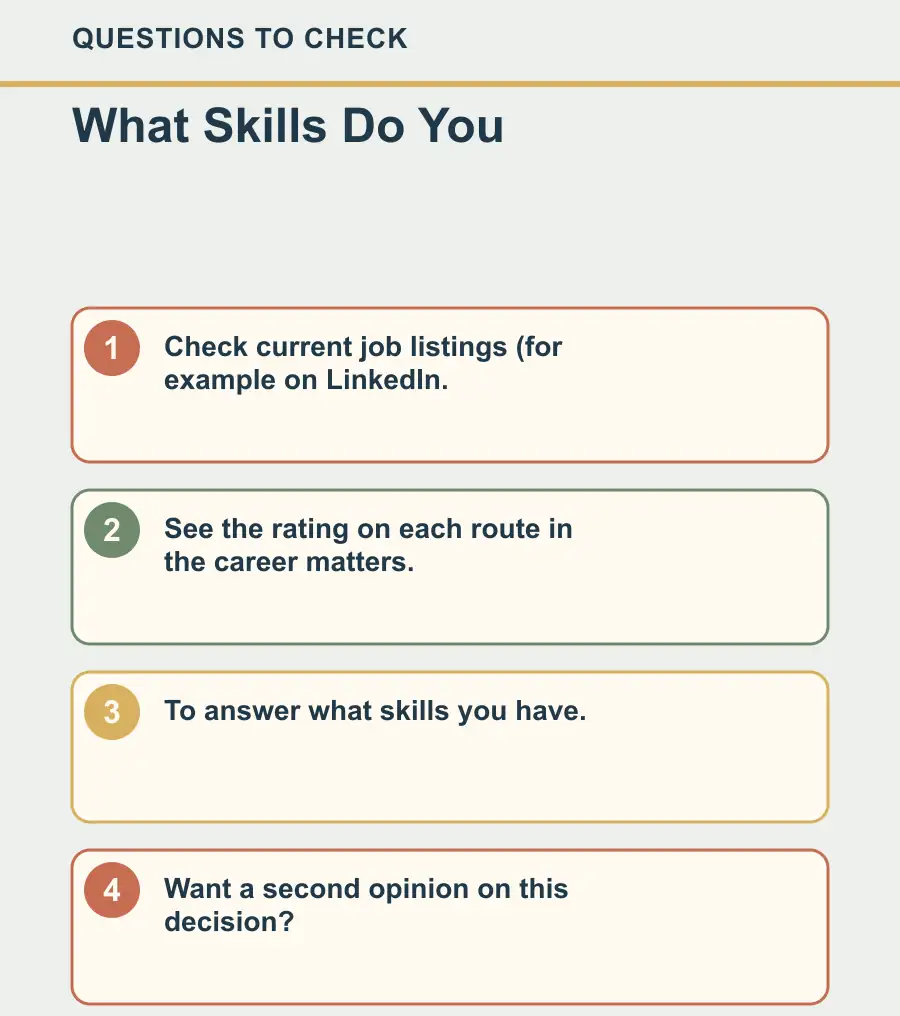 QUESTIONS TO CHECK
What Skills Do You
1
Check current job listings (for
example on LinkedIn.
2
See the rating on each route in
the career matters.
3
To answer what skills you have.
4
Want a second opinion on this
decision?